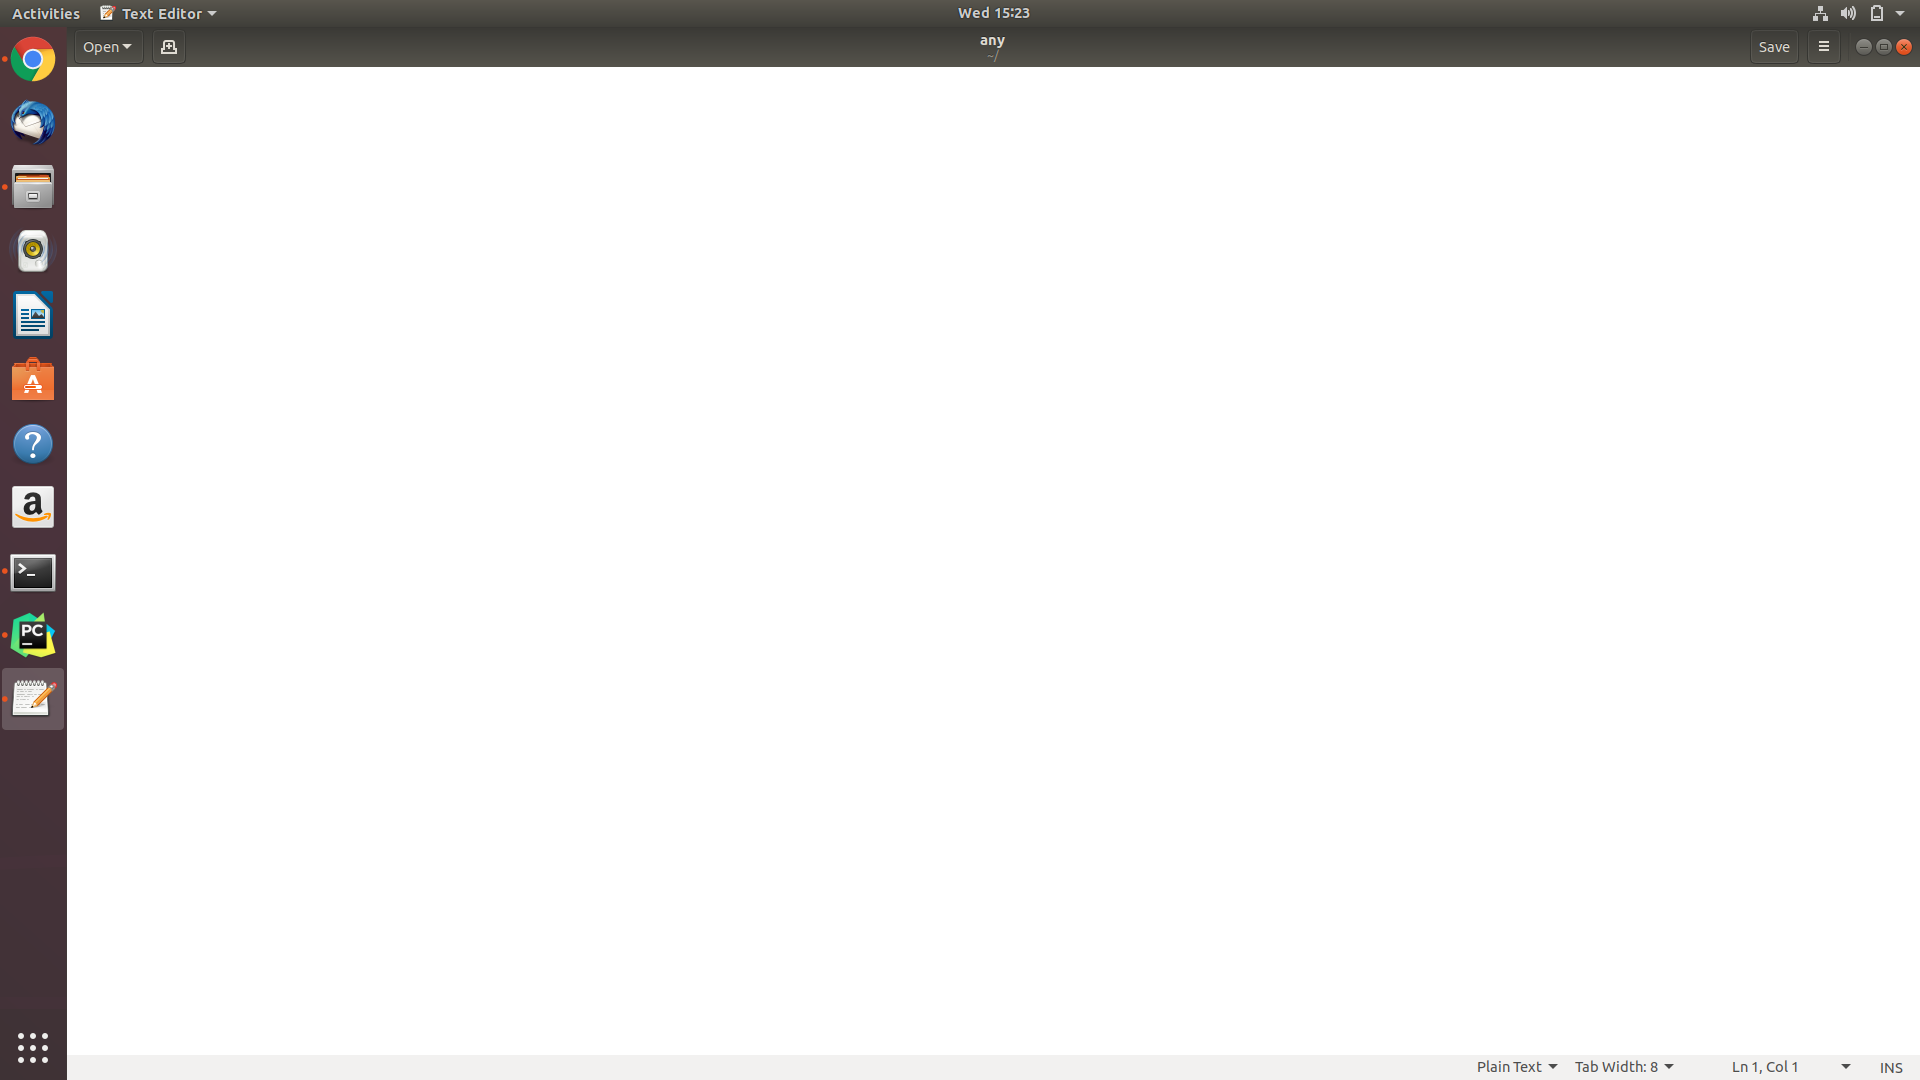 Activities Text Editor Wed 15:23
Open any Save
~/
PC
Plain Text Tab Width: 8 Ln 1, Col 1 INS